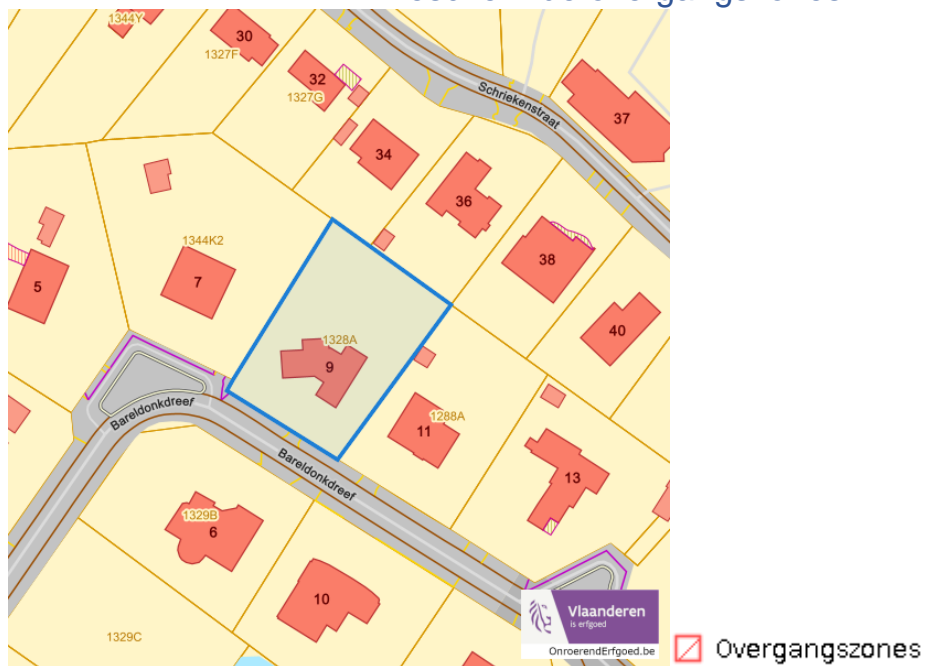 1344Y
30
1327F
32
1327G
Schriekenstraat
37
34
36
1344K2
38
5
7
40
1328A
9
Bareldonkdreef
1288A
11
Bareldonkdreef
13
1329B
6
10
Vlaanderen
is erfgoed
1329C
OnroerendErfgoed.be
Overgangszones